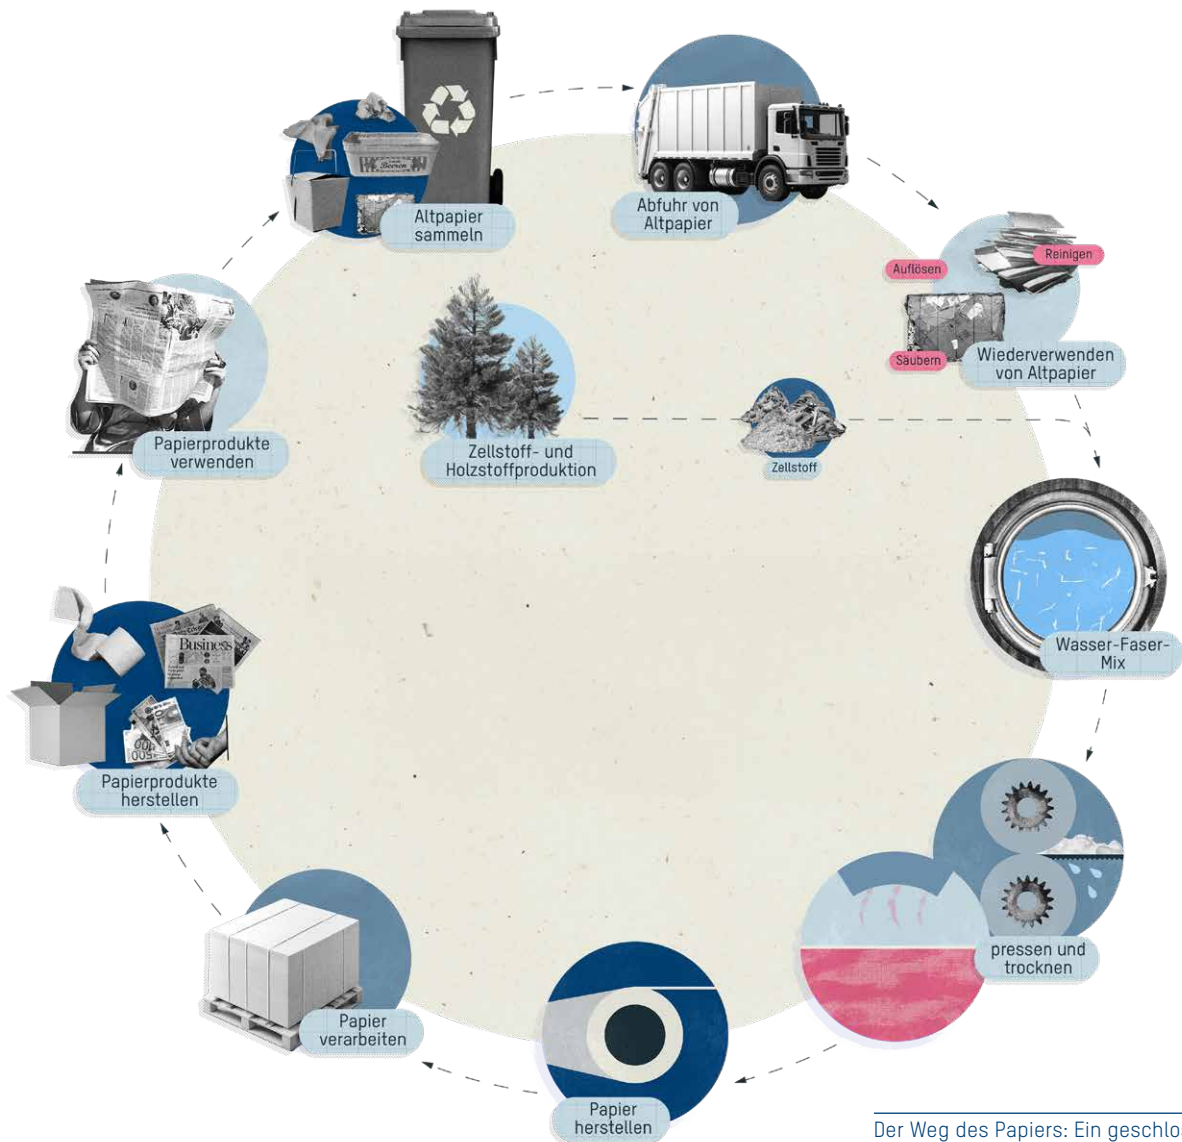 Altpapier
sammeln
Abfuhr von
Altpapier
Auflösen
Reinigen
Säubern
Wiederverwenden
von Altpapier
Papierprodukte
verwenden
Zellstoff- und
Holzstoffproduktion
Zellstoff
Wasser-Faser-
Mix
Business
Papierprodukte
herstellen
pressen und
trocknen
Papier
verarbeiten
Papier
herstellen
Der Weg des Papiers: Ein geschlo